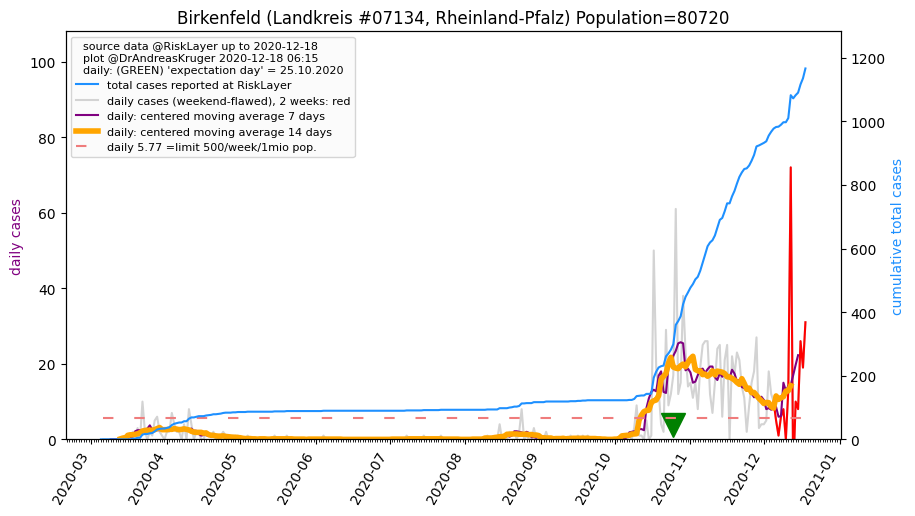 Birkenfeld (Landkreis #07134, Rheinland-Pfalz) Population=80720
source data @RiskLayer up to 2020-12-18
plot @DrAndreasKruger 2020-12-18 06:15
daily: (GREEN) 'expectation day' = 25.10.2020
total cases reported at RiskLayer
daily cases (weekend-flawed), 2 weeks: red
daily: centered moving average 7 days
daily: centered moving average 14 days
daily 5.77 =limit 500/week/1mio pop.
daily cases
100
80
60
40
20
0
cumulative total cases
1200
1000
800
600
400
200
0
2020-03
2020-04
2020-05
2020-06
2020-07
2020-08
2020-09
2020-10
2020-11
2020-12
2021-01